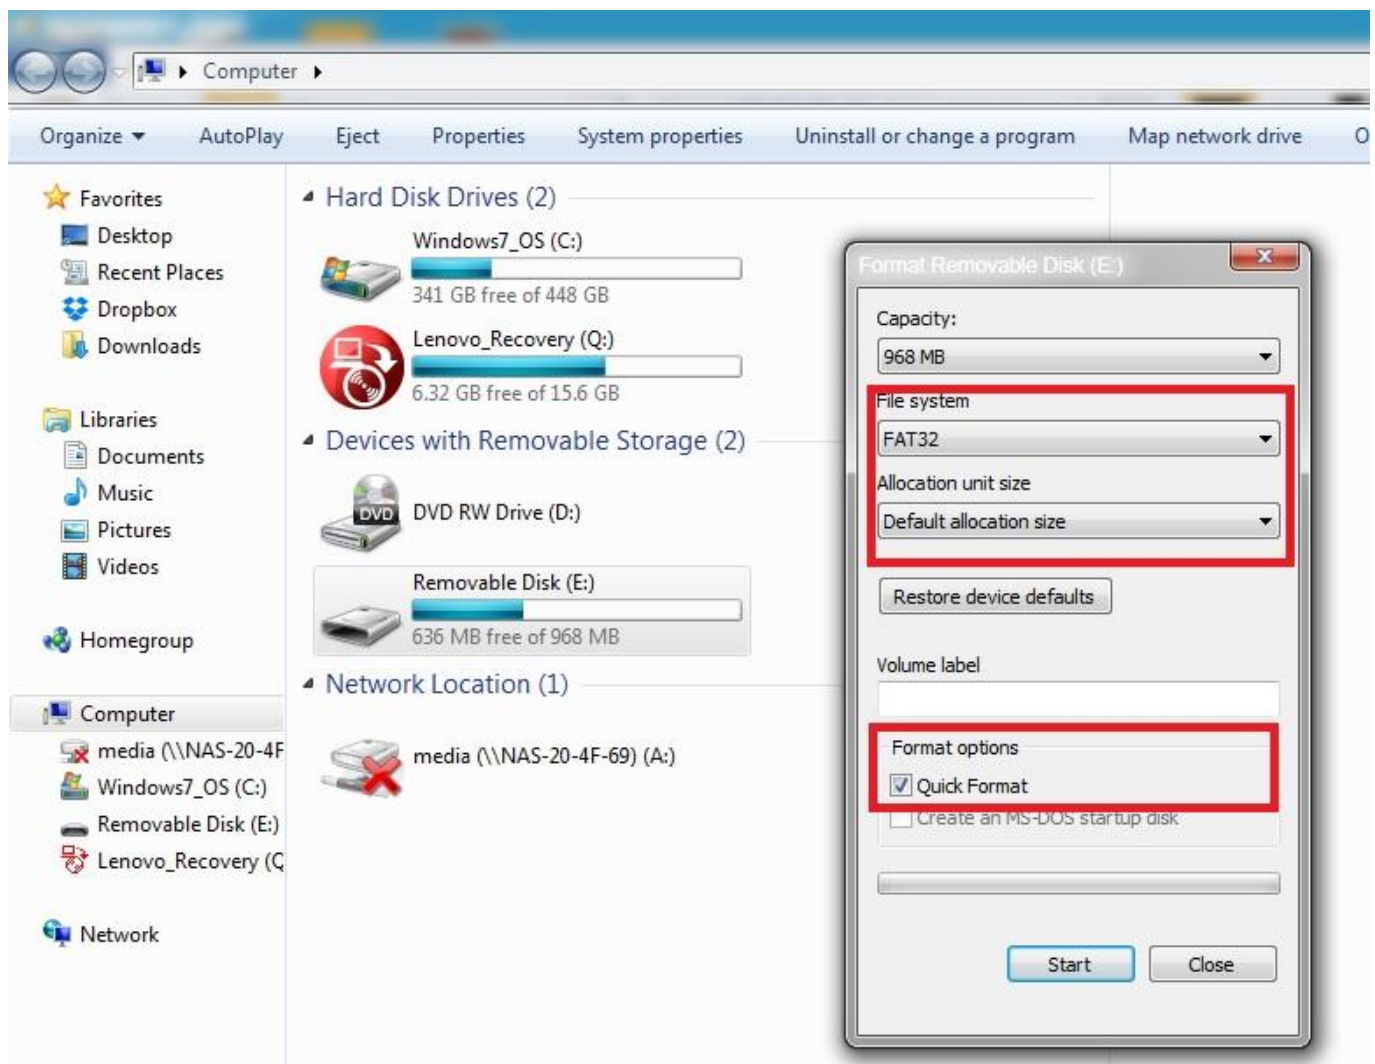 Computer
Organize AutoPlay Eject Properties System properties Uninstall or change a program Map network drive O
Favorites
Desktop
Recent Places
Dropbox
Downloads
Libraries
Documents
Music
Pictures
Videos
Homegroup
Computer
media (\\NAS-20-4F
Windows7_OS (C:)
Removable Disk (E:)
Lenovo_Recovery (Q
Network
Hard Disk Drives (2)
Windows7_OS (C:)
341 GB free of 448 GB
Lenovo_Recovery (Q:)
6.32 GB free of 15.6 GB
Devices with Removable Storage (2)
DVD
DVD RW Drive (D:)
Removable Disk (E:)
636 MB free of 968 MB
Network Location (1)
media (\\NAS-20-4F-69) (A:)
Format Removable Disk (E:)
Capacity:
968 MB
File system
FAT32
Allocation unit size
Default allocation size
Restore device defaults
Volume label
Format options
Quick Format
Create an MS-DOS startup disk
Start Close